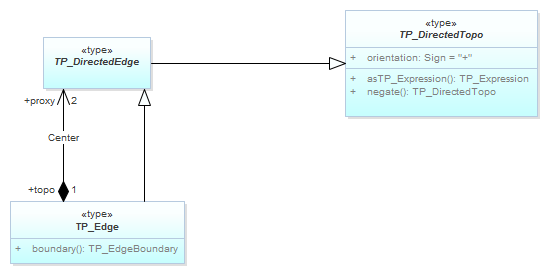 «type»
TP_DirectedEdge
«type»
TP_DirectedTopo
+ orientation: Sign = "+"
+ asTP_Expression(): TP_Expression
+ negate(): TP_DirectedTopo
+proxy 2
Center
+topo 1
«type»
TP_Edge
+ boundary(): TP_EdgeBoundary